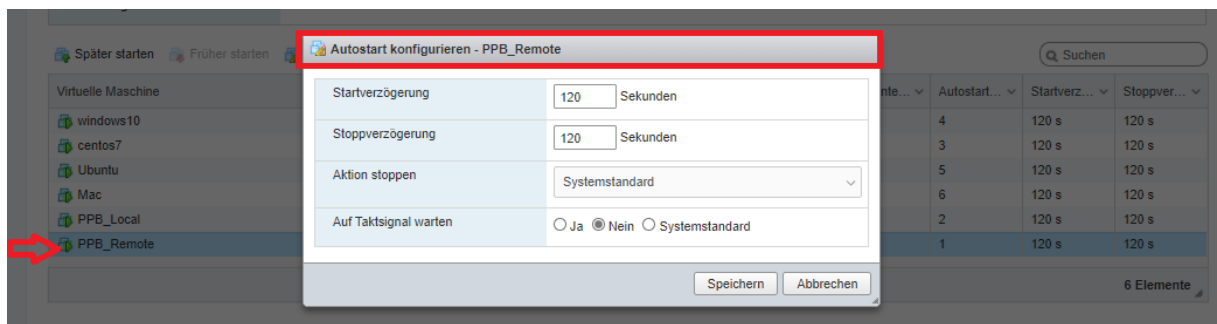 Später starten Früher starten Suchen
Autostart konfigurieren - PPB_Remote
Startverzögerung 120 Sekunden
Stoppverzögerung 120 Sekunden
Aktion stoppen Systemstandard
Auf Taktsignal warten Ja Nein Systemstandard
Speichern Abbrechen
Virtuelle Maschine nte... Autostart... Startverz... Stoppver...
windows10 4 120 s 120 s
centos7 3 120 s 120 s
Ubuntu 5 120 s 120 s
Mac 6 120 s 120 s
PPB_Local 2 120 s 120 s
PPB_Remote 1 120 s 120 s
6 Elemente